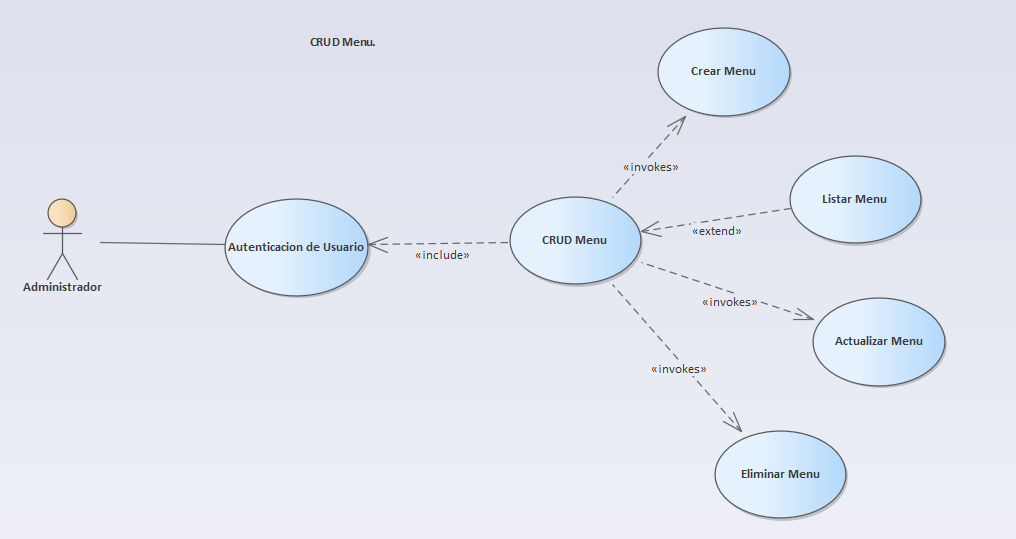 CRUD Menu.
Crear Menu
«invokes»
Listar Menu
«extend»
CRUD Menu
Autenticacion de Usuario
«include»
Administrador
«invokes»
Actualizar Menu
«invokes»
Eliminar Menu